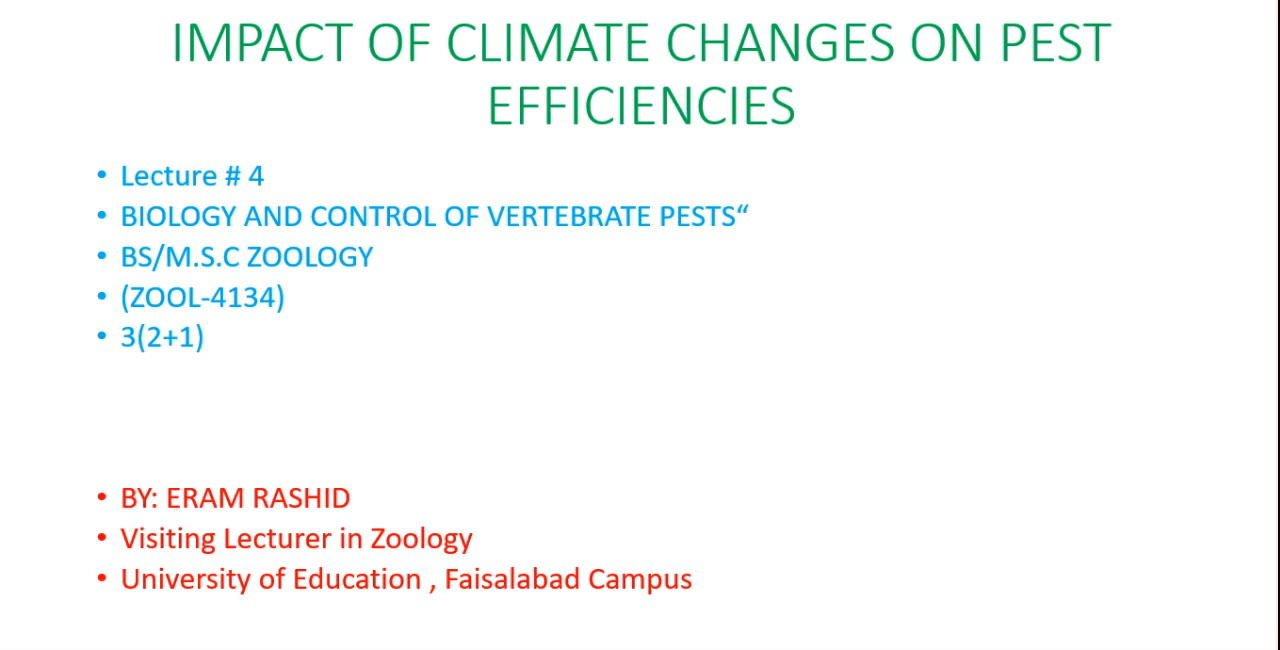 IMPACT OF CLIMATE CHANGES ON PEST
EFFICIENCIES
• Lecture # 4
• BIOLOGY AND CONTROL OF VERTEBRATE PESTS“
• BS/M.S.C ZOOLOGY
• (ZOOL-4134)
• 3(2+1)
• BY: ERAM RASHID
• Visiting Lecturer in Zoology
• University of Education , Faisalabad Campus